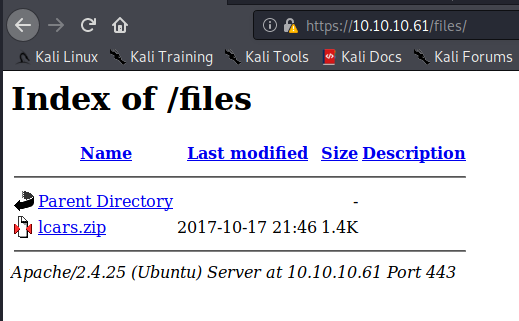 https://10.10.10.61/files/
Kali Linux Kali Training Kali Tools Kali Docs Kali Forums
Index of /files
Name Last modified Size Description
Parent Directory -
lcars.zip 2017-10-17 21:46 1.4K
Apache/2.4.25 (Ubuntu) Server at 10.10.10.61 Port 443